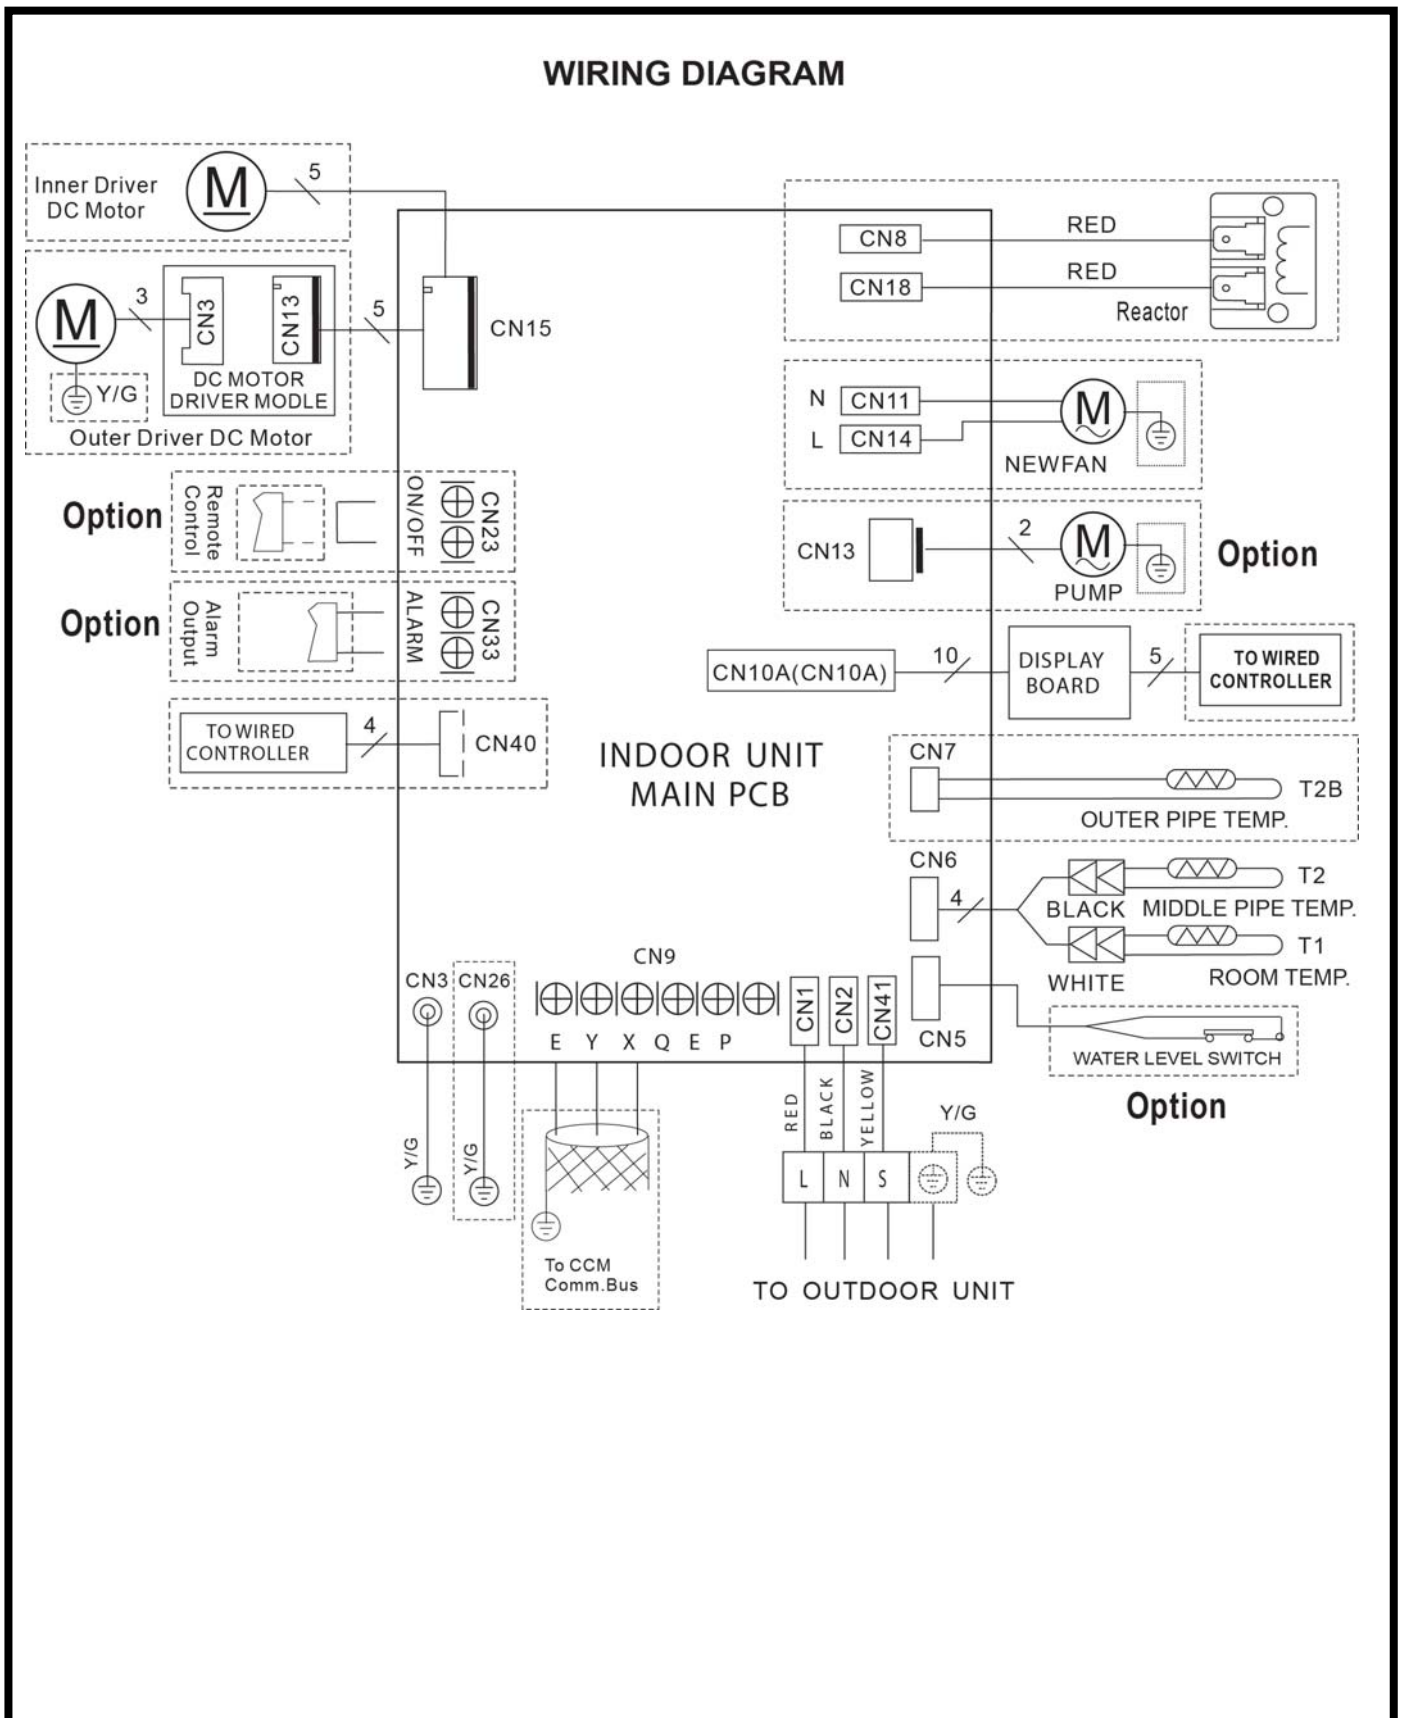 WIRING DIAGRAM
Inner Driver
DC Motor
M
5
M
3
CN3
CN13
5
CN15
Y/G
DC MOTOR
DRIVER MODLE
Outer Driver DC Motor
Option
Remote
Control
ON/OFF
CN23
Option
Alarm
Output
ALARM
CN33
TO WIRED
CONTROLLER
4
CN40
INDOOR UNIT
MAIN PCB
CN8
RED
CN18
RED
Reactor
N
CN11
L
CN14
M
NEWFAN
CN13
2
M
PUMP
Option
CN10A(CN10A)
10
DISPLAY
BOARD
5
TO WIRED
CONTROLLER
CN7
T2B
OUTER PIPE TEMP.
CN6
4
T2
BLACK
MIDDLE PIPE TEMP.
T1
WHITE
ROOM TEMP.
CN5
WATER LEVEL SWITCH
Option
CN3
CN26
CN9
E Y X Q E P
CN1
CN2
CN41
Y/G
Y/G
RED
BLACK
YELLOW
Y/G
L
N
S
To CCM
Comm.Bus
TO OUTDOOR UNIT